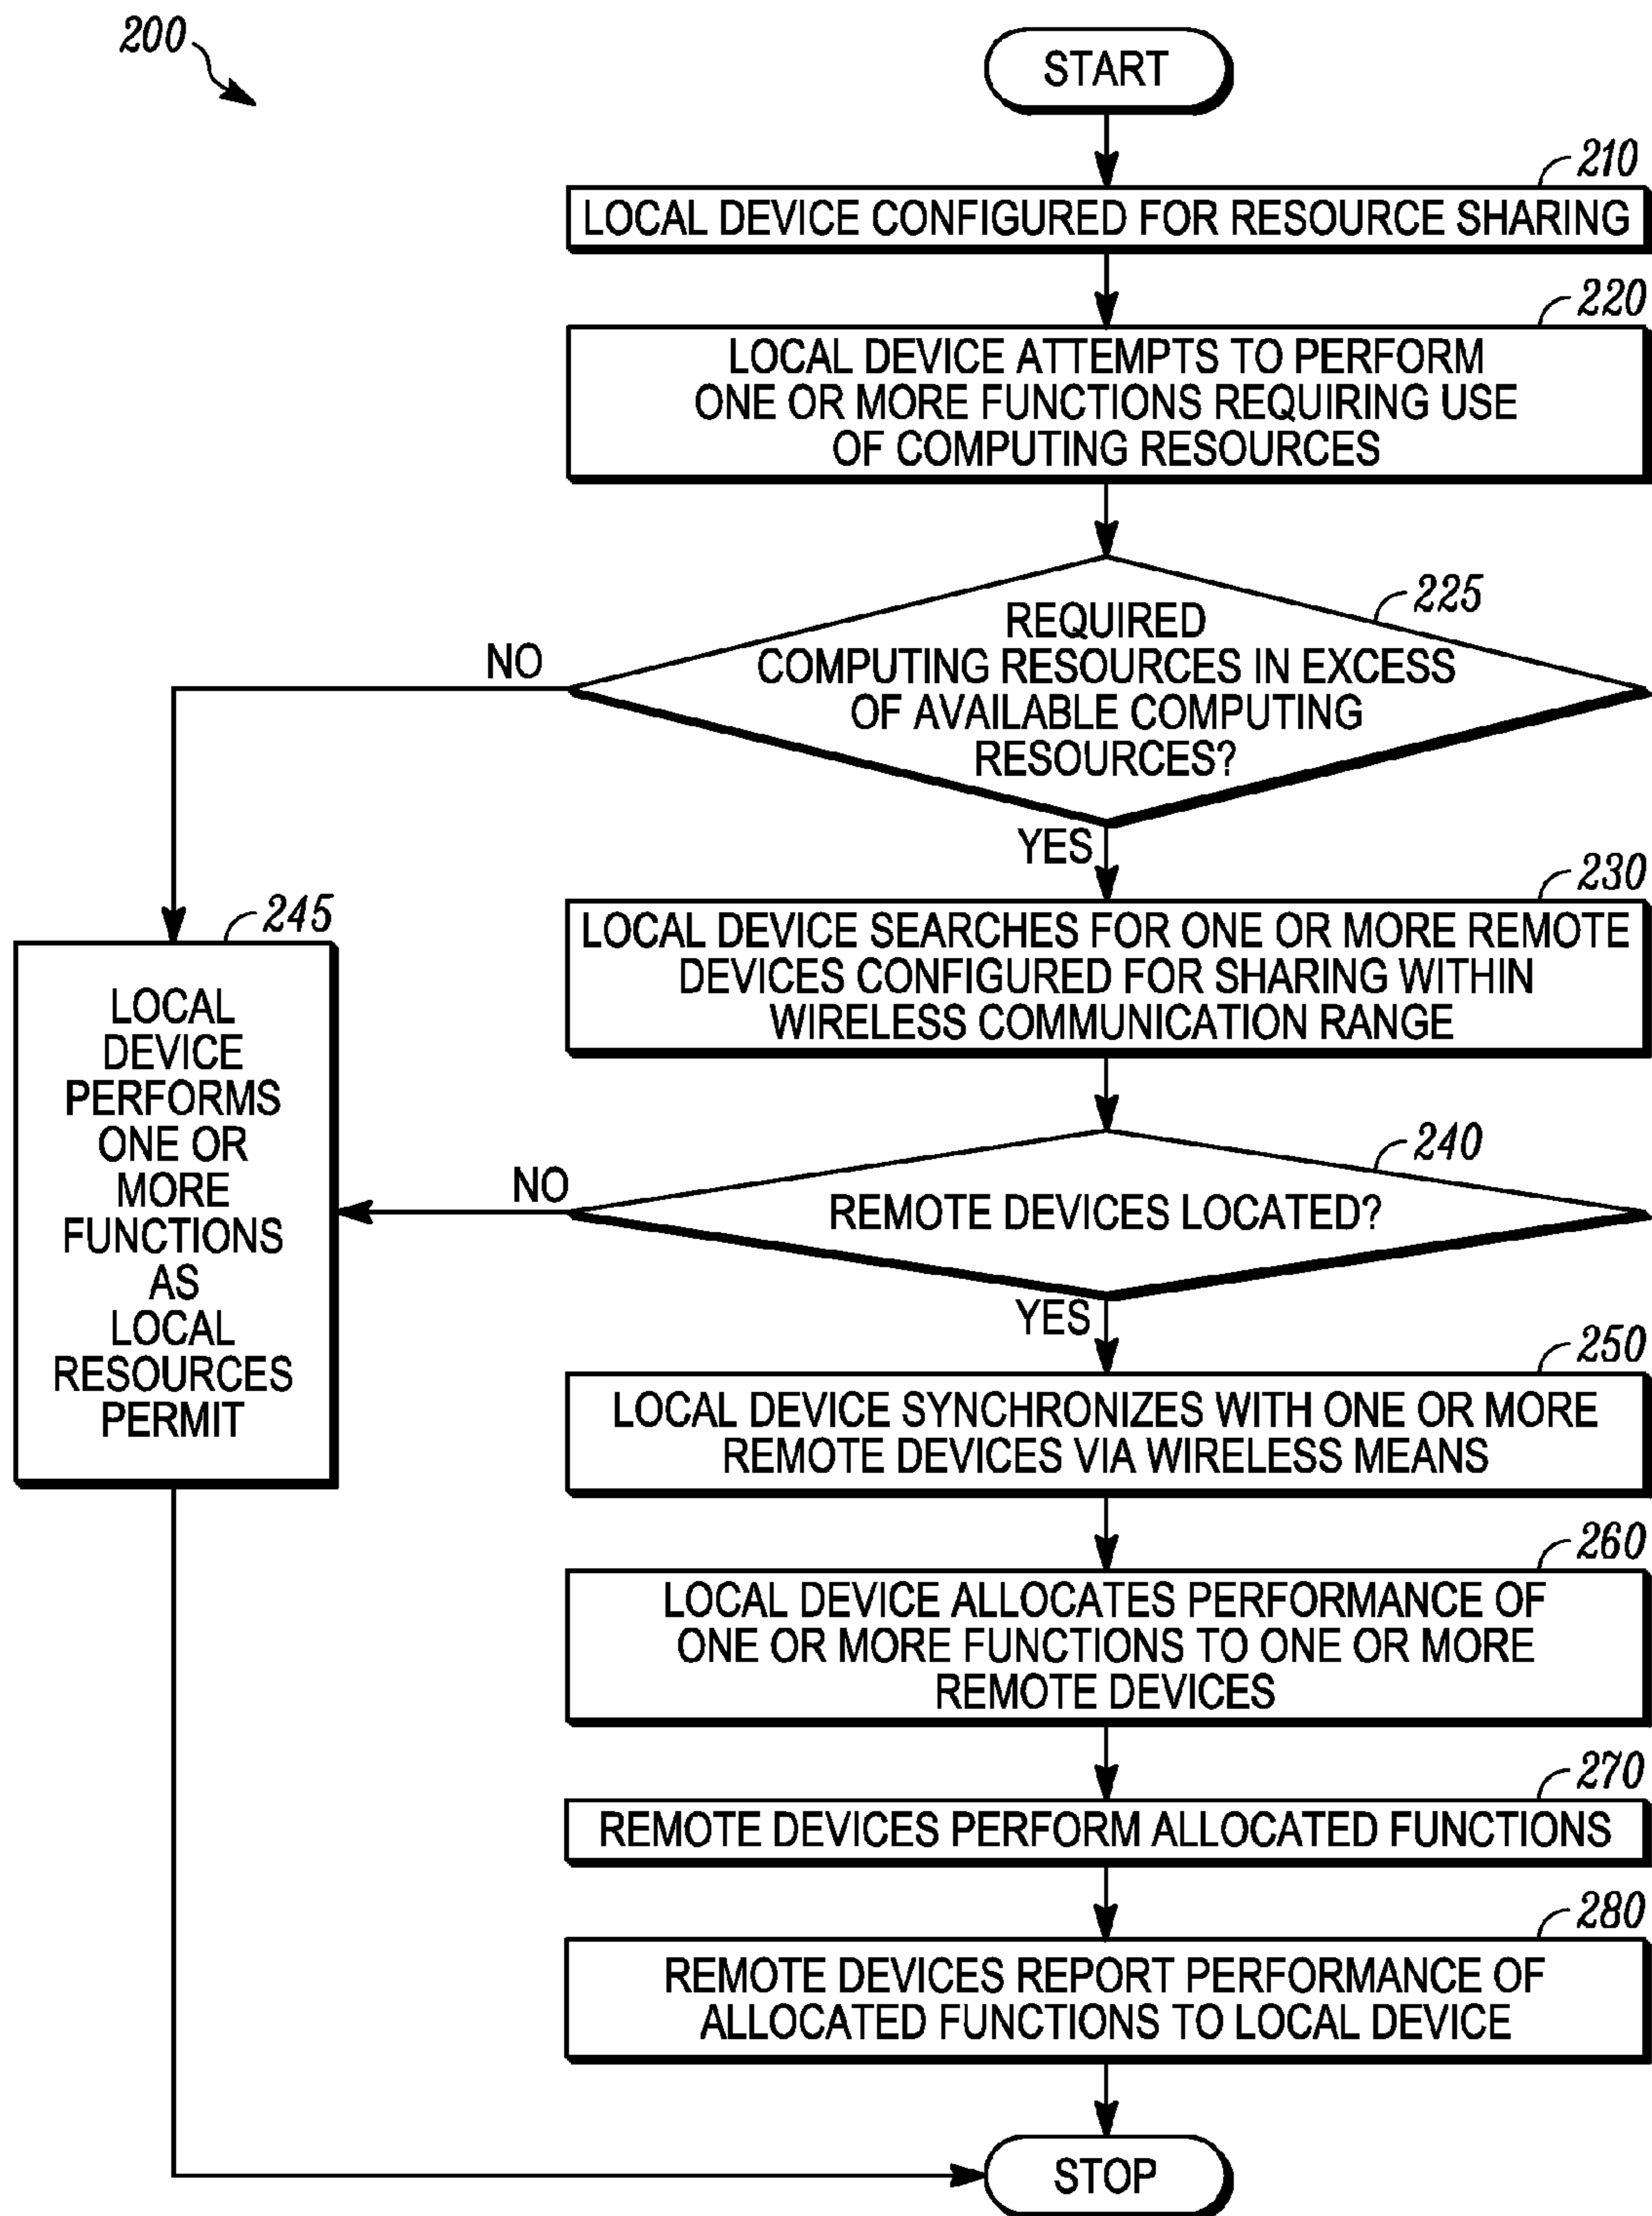 200
START
210
LOCAL DEVICE CONFIGURED FOR RESOURCE SHARING
220
LOCAL DEVICE ATTEMPTS TO PERFORM
ONE OR MORE FUNCTIONS REQUIRING USE
OF COMPUTING RESOURCES
225
REQUIRED
COMPUTING RESOURCES IN EXCESS
OF AVAILABLE COMPUTING
RESOURCES?
NO
YES
230
LOCAL DEVICE SEARCHES FOR ONE OR MORE REMOTE
DEVICES CONFIGURED FOR SHARING WITHIN
WIRELESS COMMUNICATION RANGE
240
REMOTE DEVICES LOCATED?
NO
YES
245
LOCAL
DEVICE
PERFORMS
ONE OR
MORE
FUNCTIONS
AS
LOCAL
RESOURCES
PERMIT
250
LOCAL DEVICE SYNCHRONIZES WITH ONE OR MORE
REMOTE DEVICES VIA WIRELESS MEANS
260
LOCAL DEVICE ALLOCATES PERFORMANCE OF
ONE OR MORE FUNCTIONS TO ONE OR MORE
REMOTE DEVICES
270
REMOTE DEVICES PERFORM ALLOCATED FUNCTIONS
280
REMOTE DEVICES REPORT PERFORMANCE OF
ALLOCATED FUNCTIONS TO LOCAL DEVICE
STOP